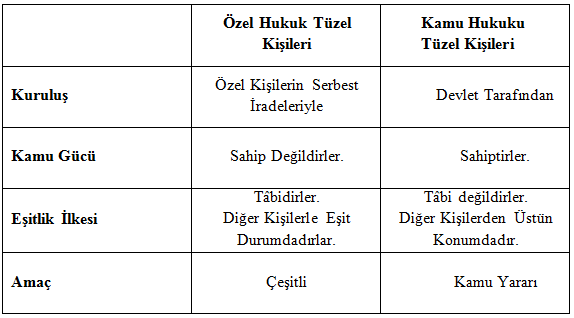 Özel Hukuk Tüzel Kişileri
Kamu Hukuku Tüzel Kişileri
Kuruluş
Özel Kişilerin Serbest İradeleriyle
Devlet Tarafından
Kamu Gücü
Sahip Değildirler.
Sahiptirler.
Eşitlik İlkesi
Tâbidirler.
Diğer Kişilerle Eşit
Durumdadırlar.
Tâbi değildirler.
Diğer Kişilerden Üstün
Konumdadır.
Amaç
Çeşitli
Kamu Yararı